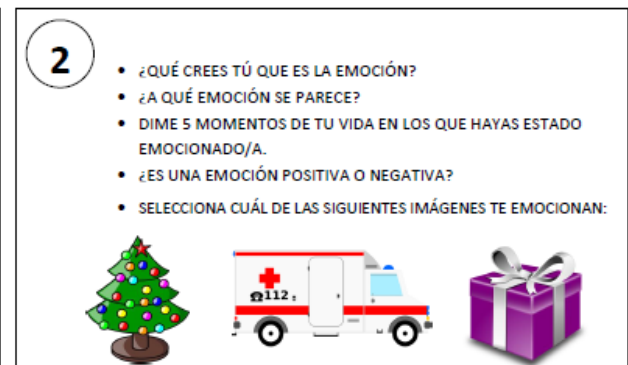 2
• ¿QUÉ CREES TÚ QUE ES LA EMOCIÓN?
• ¿A QUÉ EMOCIÓN SE PARECE?
• DIME 5 MOMENTOS DE TU VIDA EN LOS QUE HAYAS ESTADO
EMOCIONADO/A.
• ¿ES UNA EMOCIÓN POSITIVA O NEGATIVA?
• SELECCIONA CUÁL DE LAS SIGUIENTES IMÁGENES TE EMOCIONAN:
☎112